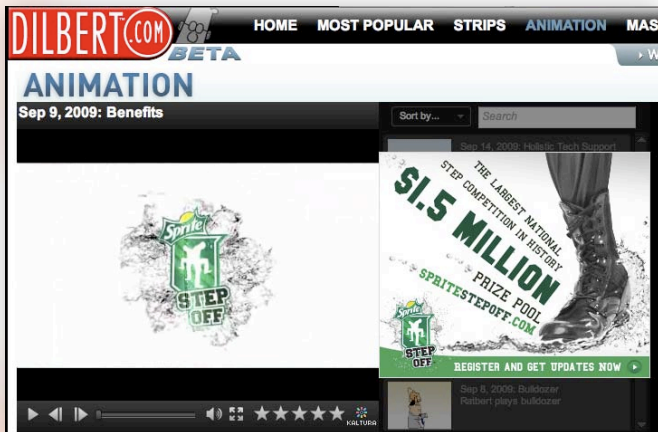 DILBERT.COM
BETA
HOME MOST POPULAR STRIPS ANIMATION MAS
W
ANIMATION
Sep 9, 2009: Benefits
Sort by...
Search
Sep 14, 2009: Holistic Tech Support
Sprite
STEP
OFF
THE LARGEST NATIONAL
STEP COMPETITION IN HISTORY
$1.5 MILLION
PRIZE POOL
SPRITESTEPOFF.COM
Sprite
STEP
OFF
REGISTER AND GET UPDATES NOW
Sep 8, 2009: Bulldozer
Ratbert plays bulldozer
KALTURA